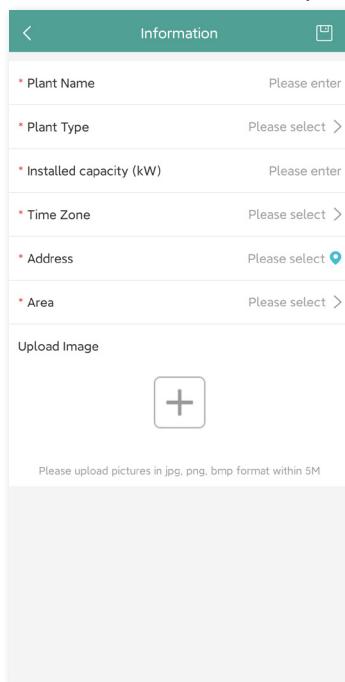 Information
* Plant Name Please enter
* Plant Type Please select
* Installed capacity (kW) Please enter
* Time Zone Please select
* Address Please select
* Area Please select
Upload Image
Please upload pictures in jpg, png, bmp format within 5M